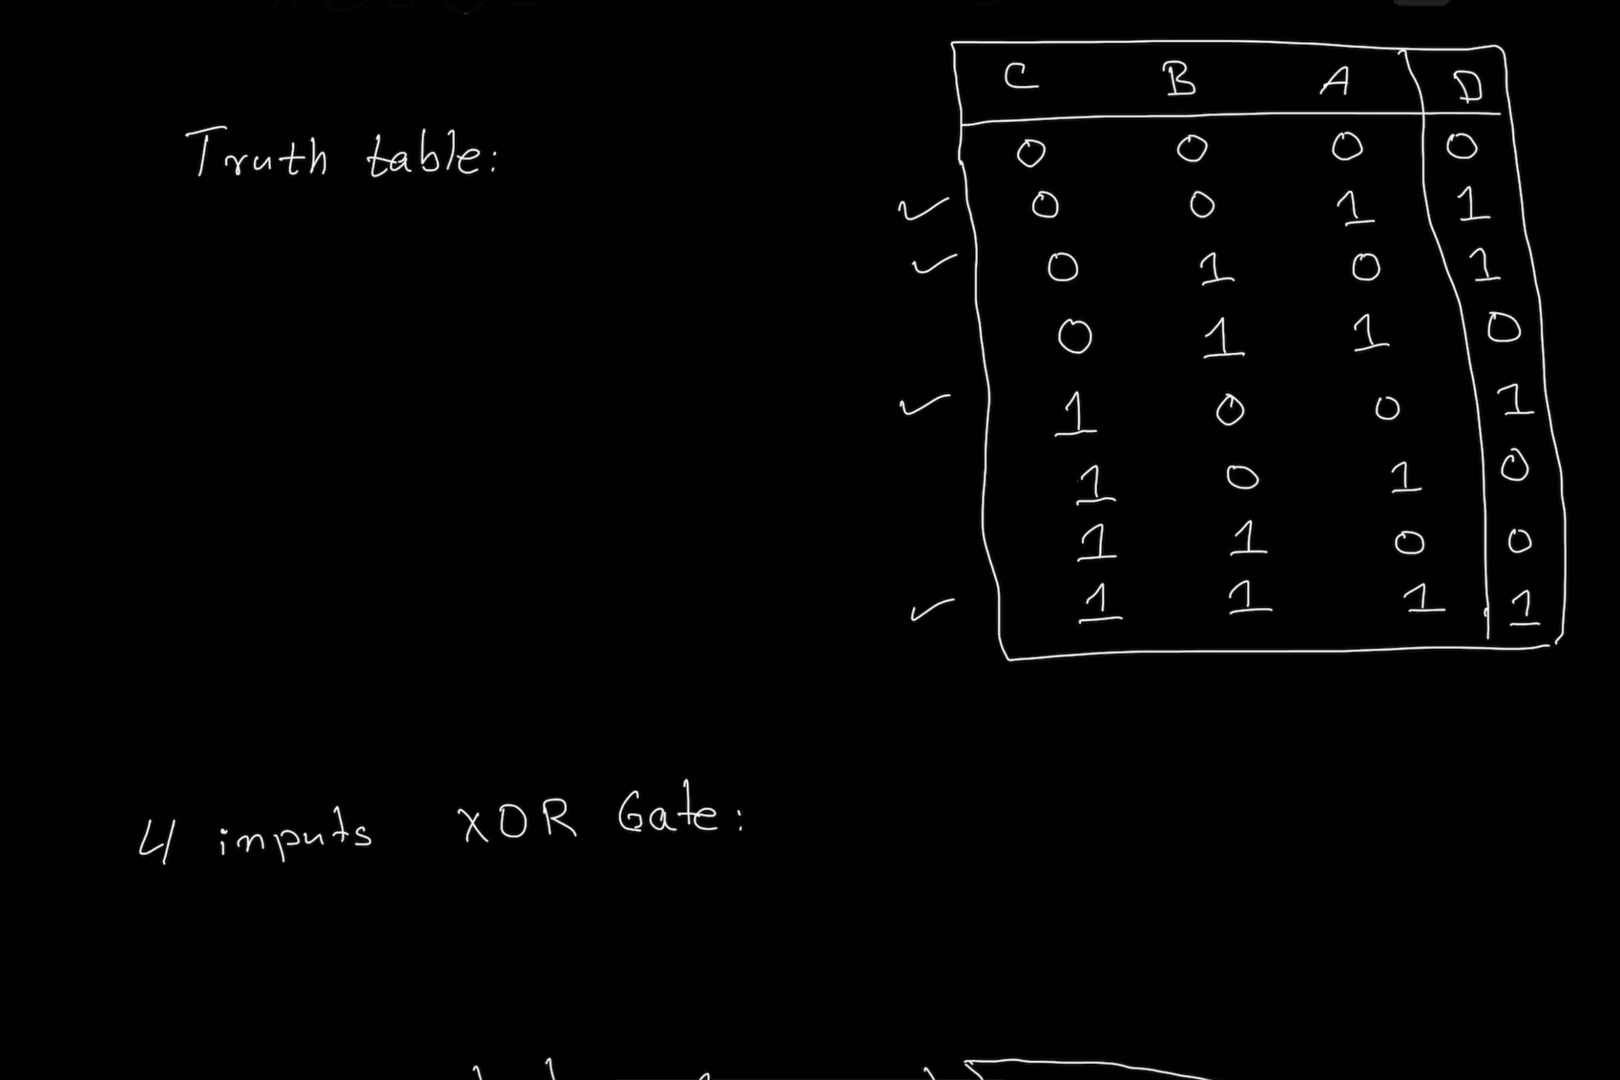 Truth table:
C B A D
0 0 0 0
✓ 0 0 1 1
✓ 0 1 0 1
0 1 1 0
✓ 1 0 0 1
1 0 1 0
1 1 0 0
✓ 1 1 1 1
4 inputs XOR Gate: